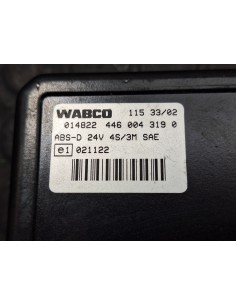 WABCO 115 33/02
014822 446 004 319 0
ABS-D 24V 4S/3M SAE
e1 021122